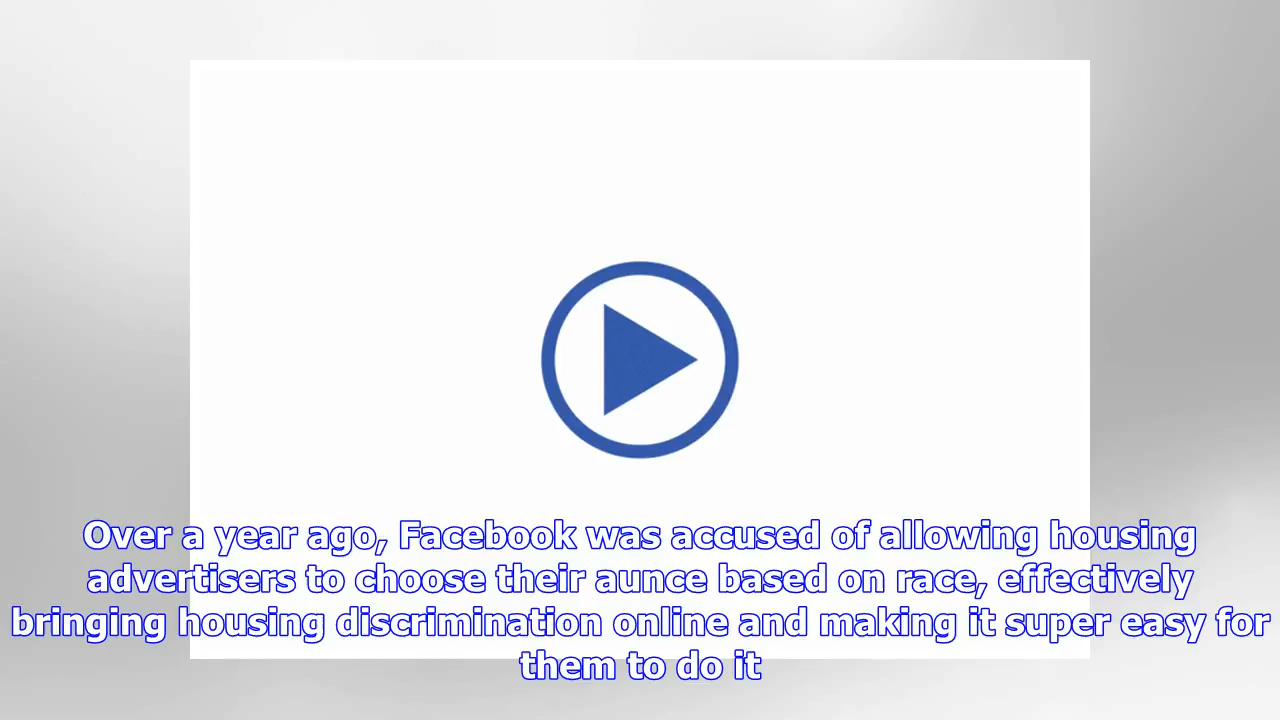 Over a year ago, Facebook was accused of allowing housing
advertisers to choose their aunce based on race, effectively
bringing housing discrimination online and making it super easy for
them to do it